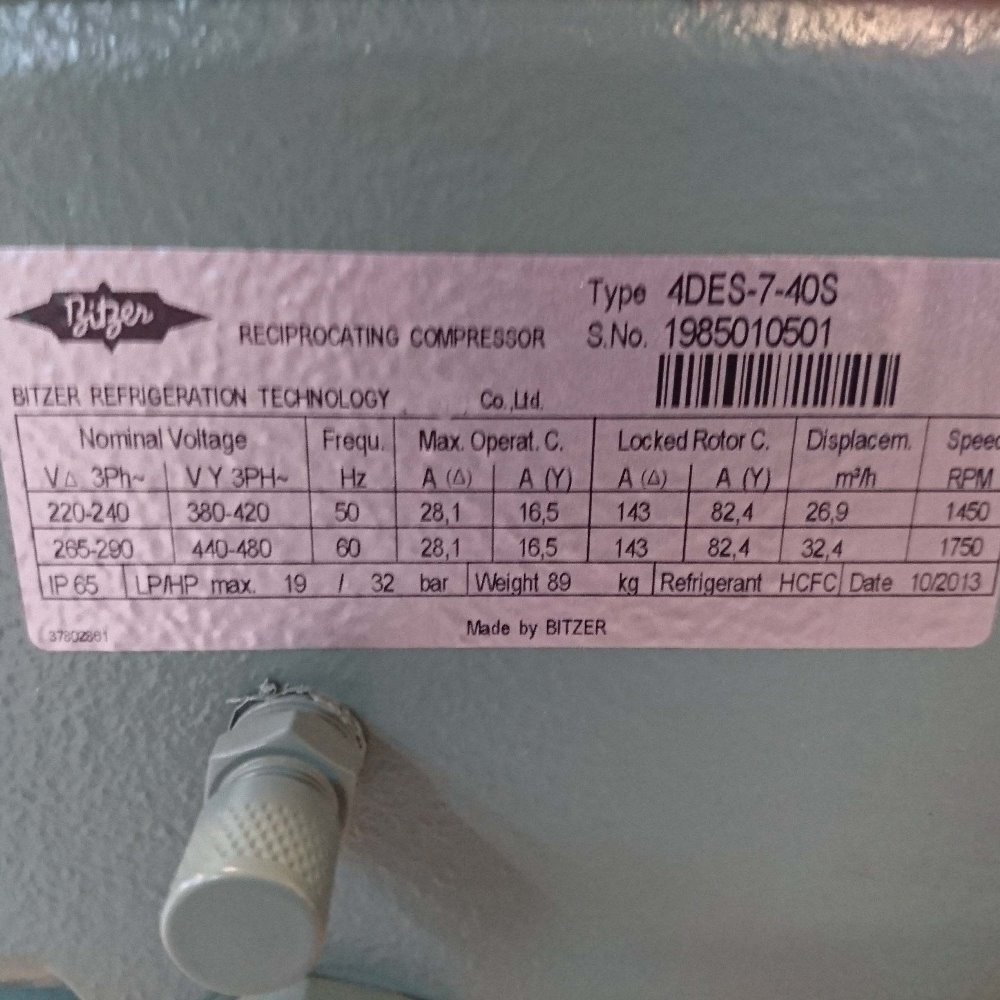 Bitzer
RECIPROCATING COMPRESSOR
Type 4DES-7-40S
S.No. 1985010501
BITZER REFRIGERATION TECHNOLOGY Co.,Ltd.
Nominal Voltage Frequ. Max. Operat. C. Locked Rotor C. Displacem. Speed
V△ 3Ph~ V Y 3PH~ Hz A (△) A (Y) A (△) A (Y) m³/h RPM
220-240 380-420 50 28,1 16,5 143 82,4 26,9 1450
265-290 440-480 60 28,1 16,5 143 82,4 32,4 1750
IP 65 LP/HP max. 19 / 32 bar Weight 89 kg Refrigerant HCFC Date 10/2013
37802861
Made by BITZER